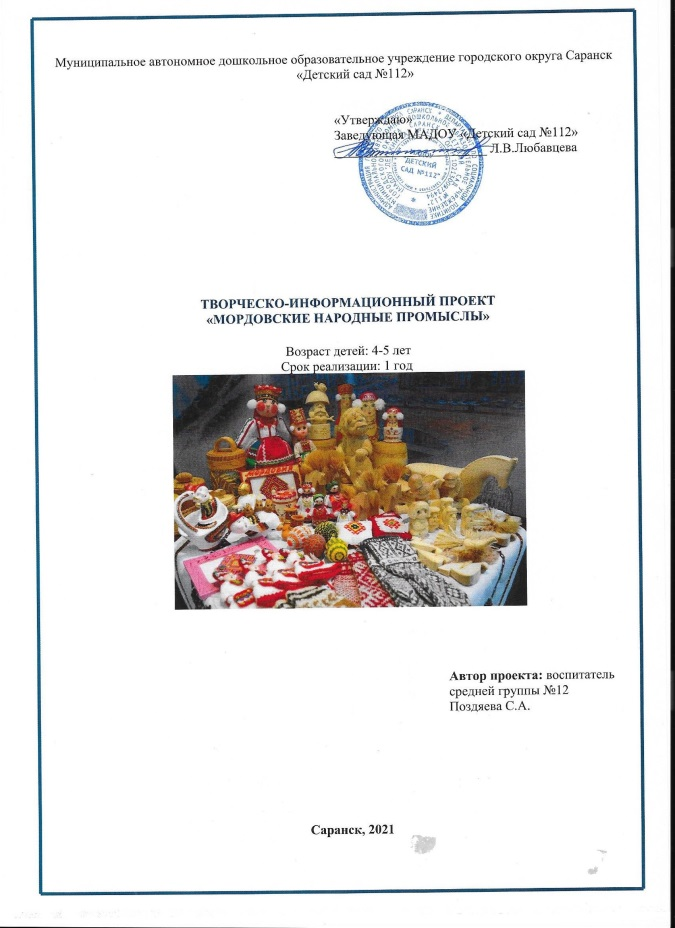 Муниципальное автономное дошкольное образовательное учреждение городского округа Саранск
«Детский сад №112»
«Утверждаю»
Заведующая МАДОУ «Детский сад №112»
Л.В.Любавцева
ДЕТСКИЙ
САД №112"
ТВОРЧЕСКО-ИНФОРМАЦИОННЫЙ ПРОЕКТ
«МОРДОВСКИЕ НАРОДНЫЕ ПРОМЫСЛЫ»
Возраст детей: 4-5 лет
Срок реализации: 1 год
Автор проекта: воспитатель
средней группы №12
Поздяева С.А.
Саранск, 2021